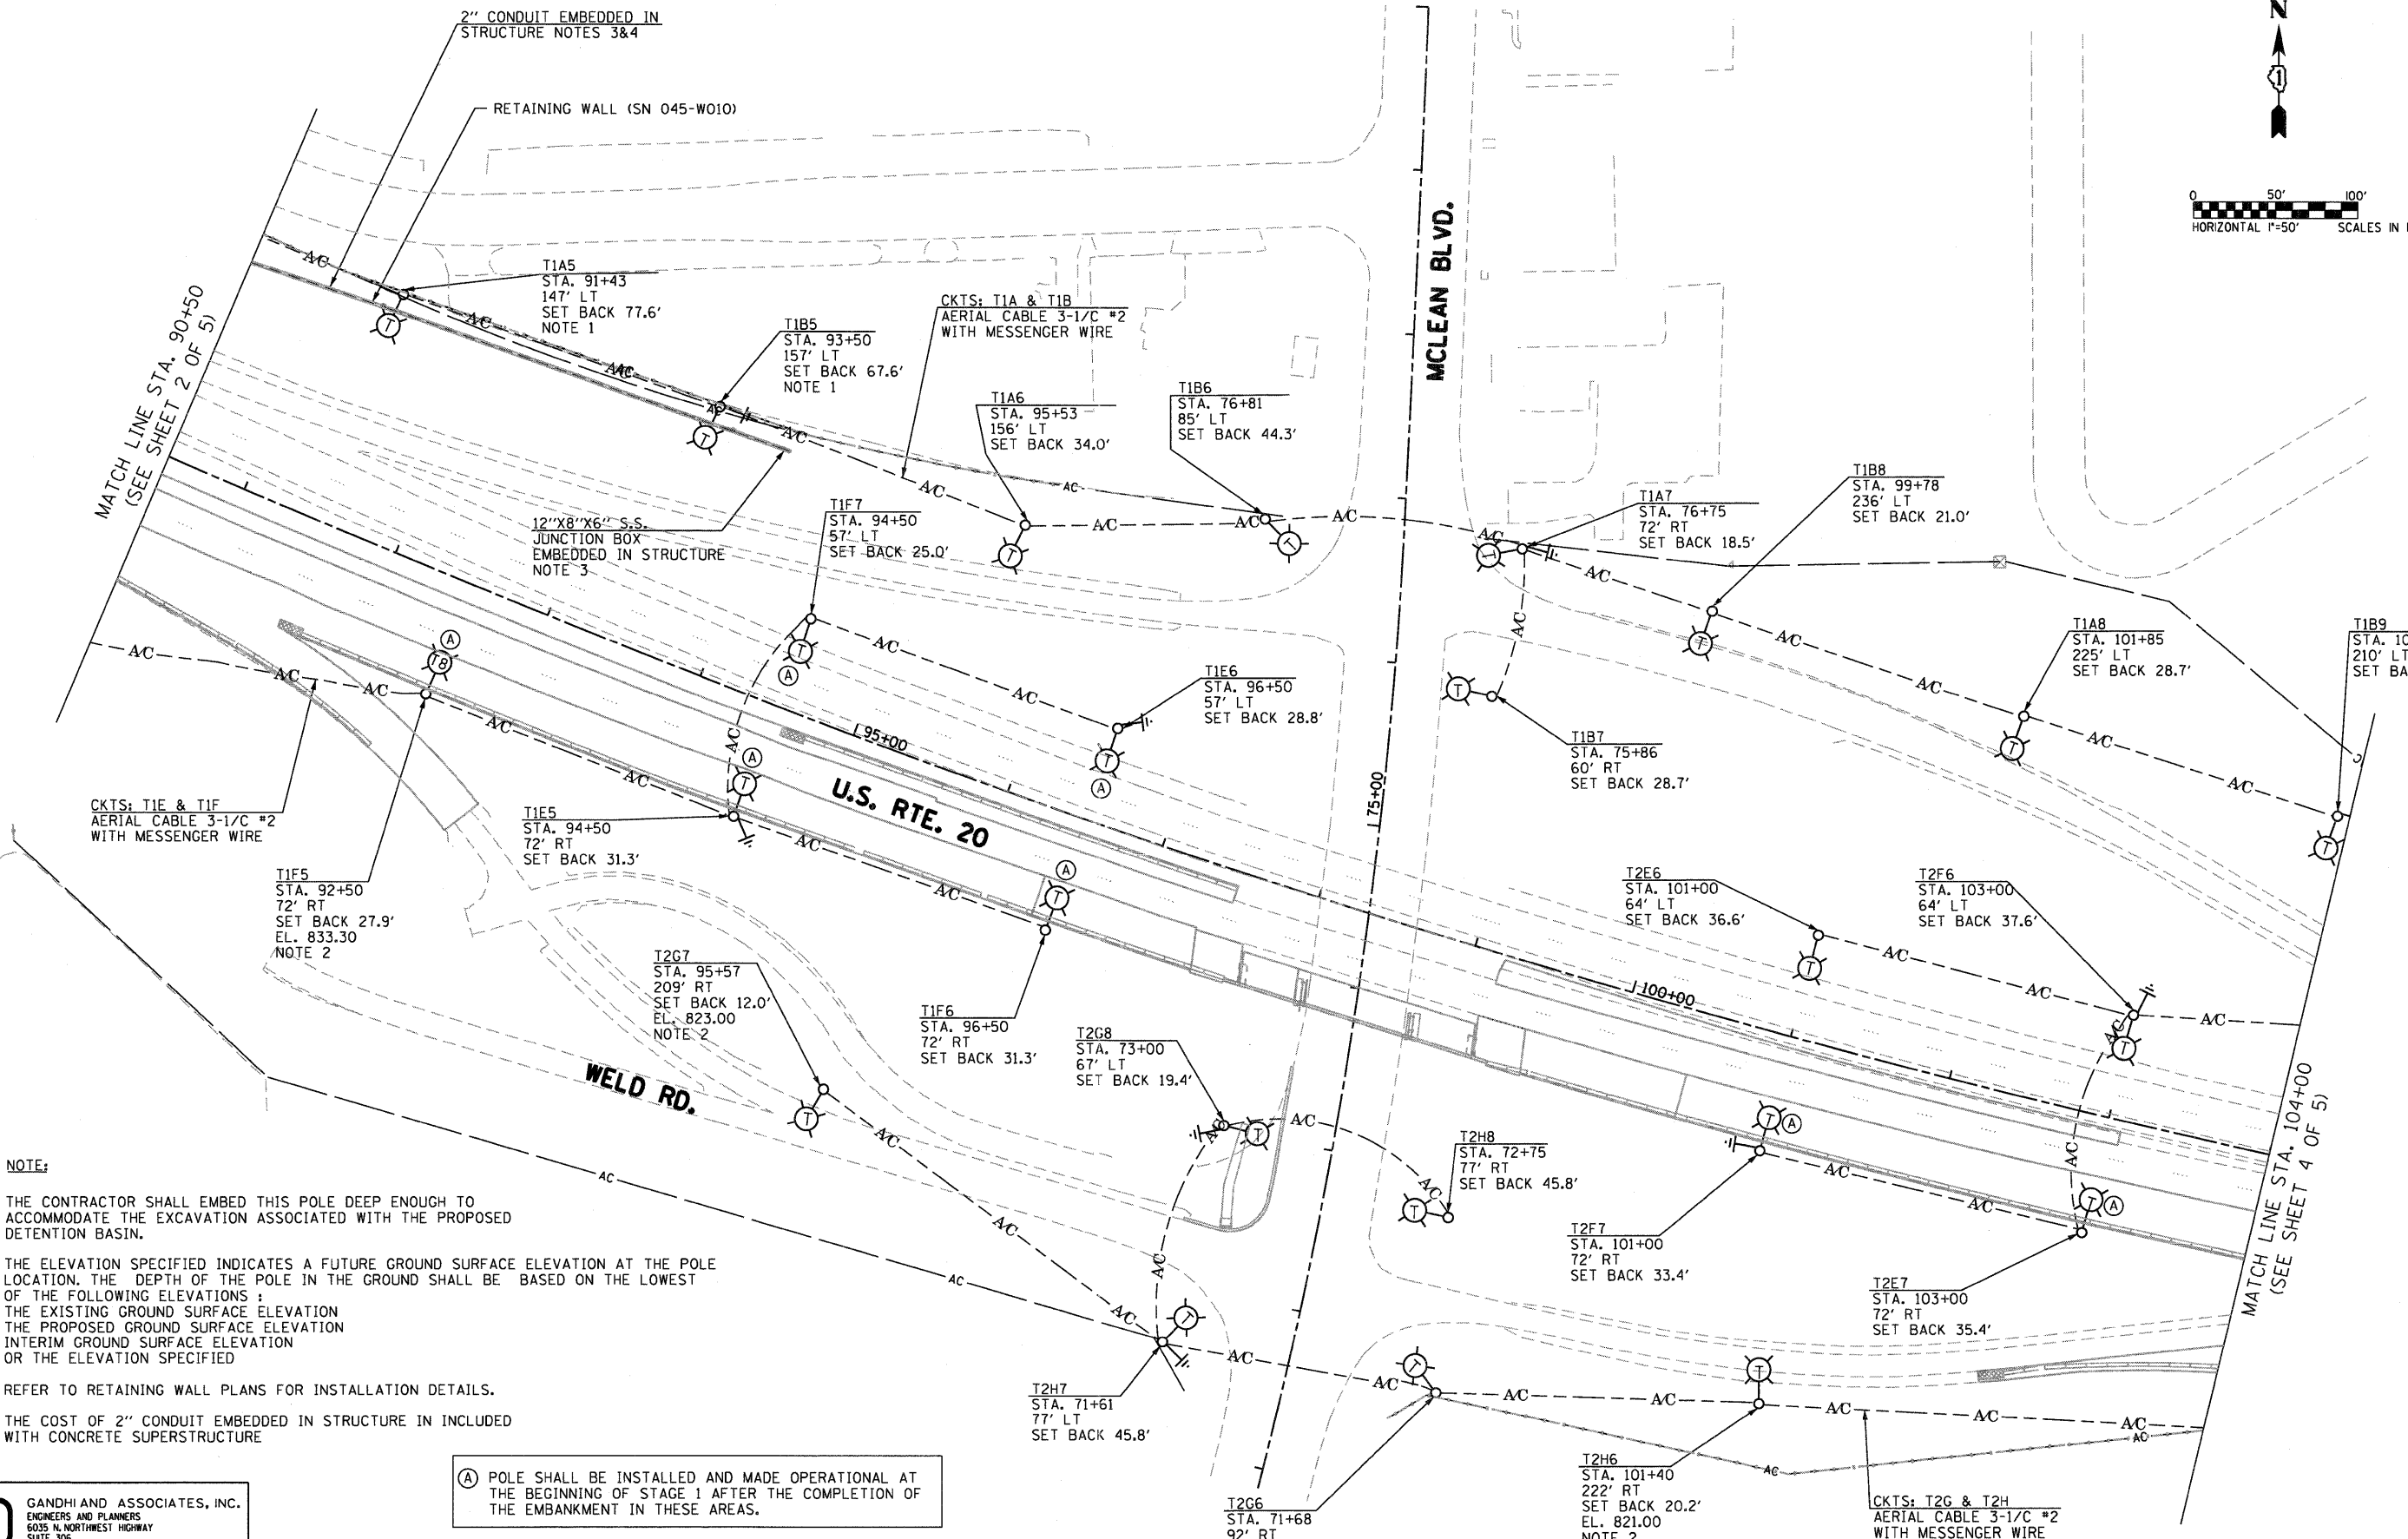 2" CONDUIT EMBEDDED IN
STRUCTURE NOTES 3&4
RETAINING WALL (SN 045-W010)
N
1
0 50' 100'
HORIZONTAL 1"=50' SCALES IN
MCLEAN BLVD.
MATCH LINE STA. 90+50
(SEE SHEET 2 OF 5)
T1A5
STA. 91+43
147' LT
SET BACK 77.6'
NOTE 1
T1B5
STA. 93+50
157' LT
SET BACK 67.6'
NOTE 1
CKTS: T1A & T1B
AERIAL CABLE 3-1/C #2
WITH MESSENGER WIRE
T1A6
STA. 95+53
156' LT
SET BACK 34.0'
T1B6
STA. 76+81
85' LT
SET BACK 44.3'
T1A7
STA. 76+75
72' RT
SET BACK 18.5'
T1B8
STA. 99+78
236' LT
SET BACK 21.0'
T1A8
STA. 101+85
225' LT
SET BACK 28.7'
T1B9
STA.
210' LT
SET
12"X8"X6" S.S.
JUNCTION BOX
EMBEDDED IN STRUCTURE
NOTE 3
T1F7
STA. 94+50
57' LT
SET BACK 25.0'
T1E6
STA. 96+50
57' LT
SET BACK 28.8'
T1B7
STA. 75+86
60' RT
SET BACK 28.7'
95+00
75+00
100+00
U.S. RTE. 20
CKTS: T1E & T1F
AERIAL CABLE 3-1/C #2
WITH MESSENGER WIRE
T1F5
STA. 92+50
72' RT
SET BACK 27.9'
EL. 833.30
NOTE 2
T1E5
STA. 94+50
72' RT
SET BACK 31.3'
T2G7
STA. 95+57
209' RT
SET BACK 12.0'
EL. 823.00
NOTE 2
T1F6
STA. 96+50
72' RT
SET BACK 31.3'
T2G8
STA. 73+00
67' LT
SET BACK 19.4'
T2E6
STA. 101+00
64' LT
SET BACK 36.6'
T2F6
STA. 103+00
64' LT
SET BACK 37.6'
WELD RD.
T2H8
STA. 72+75
77' RT
SET BACK 45.8'
T2F7
STA. 101+00
72' RT
SET BACK 33.4'
T2E7
STA. 103+00
72' RT
SET BACK 35.4'
MATCH LINE STA. 104+00
(SEE SHEET 4 OF 5)
NOTE:
THE CONTRACTOR SHALL EMBED THIS POLE DEEP ENOUGH TO
ACCOMMODATE THE EXCAVATION ASSOCIATED WITH THE PROPOSED
DETENTION BASIN.
THE ELEVATION SPECIFIED INDICATES A FUTURE GROUND SURFACE ELEVATION AT THE POLE
LOCATION. THE DEPTH OF THE POLE IN THE GROUND SHALL BE BASED ON THE LOWEST
OF THE FOLLOWING ELEVATIONS :
THE EXISTING GROUND SURFACE ELEVATION
THE PROPOSED GROUND SURFACE ELEVATION
INTERIM GROUND SURFACE ELEVATION
OR THE ELEVATION SPECIFIED
REFER TO RETAINING WALL PLANS FOR INSTALLATION DETAILS.
THE COST OF 2" CONDUIT EMBEDDED IN STRUCTURE IN INCLUDED
WITH CONCRETE SUPERSTRUCTURE
T2H7
STA. 71+61
77' LT
SET BACK 45.8'
T2G6
STA. 71+68
92' RT
T2H6
STA. 101+40
222' RT
SET BACK 20.2'
EL. 821.00
NOTE 2
CKTS: T2G & T2H
AERIAL CABLE 3-1/C #2
WITH MESSENGER WIRE
A POLE SHALL BE INSTALLED AND MADE OPERATIONAL AT
THE BEGINNING OF STAGE 1 AFTER THE COMPLETION OF
THE EMBANKMENT IN THESE AREAS.
GANDHI AND ASSOCIATES, INC.
ENGINEERS AND PLANNERS
6035 N. NORTHWEST HIGHWAY
SUITE 306